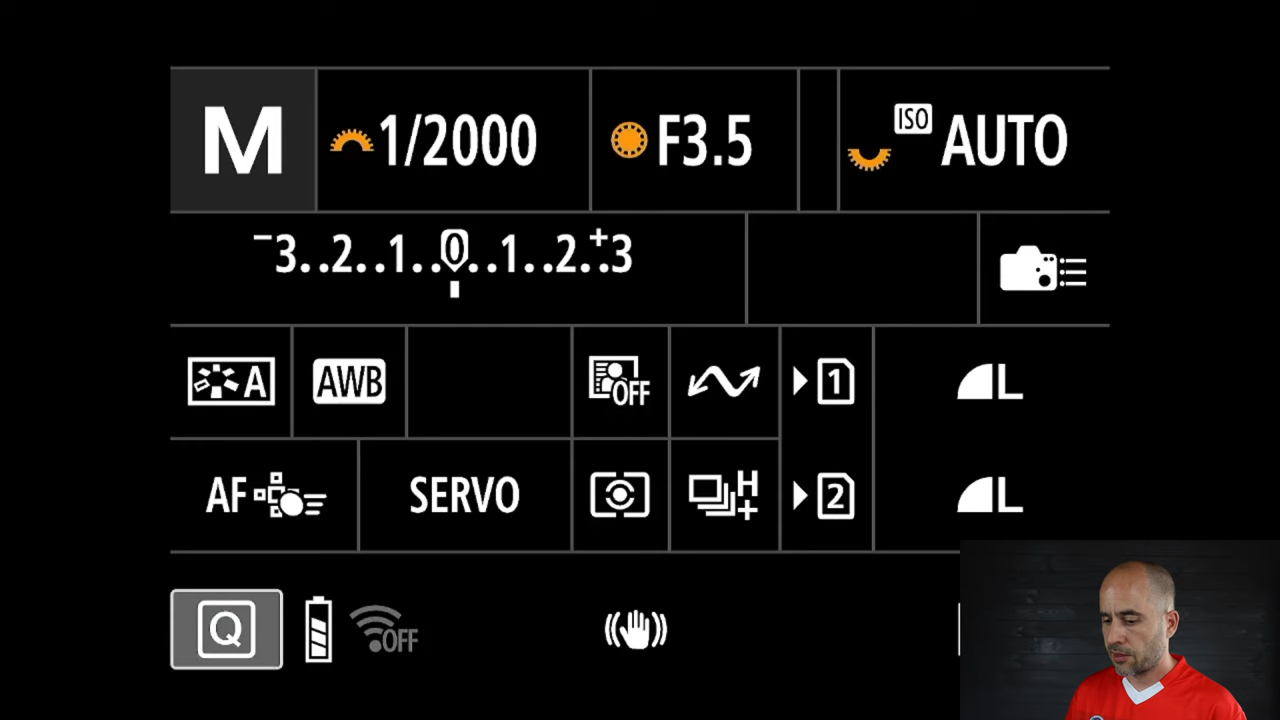 M 1/2000 F3.5 ISO AUTO
−3..2..1..0..1..2..+3
A AWB OFF 1 L
AF SERVO H+ 2 L
Q OFF